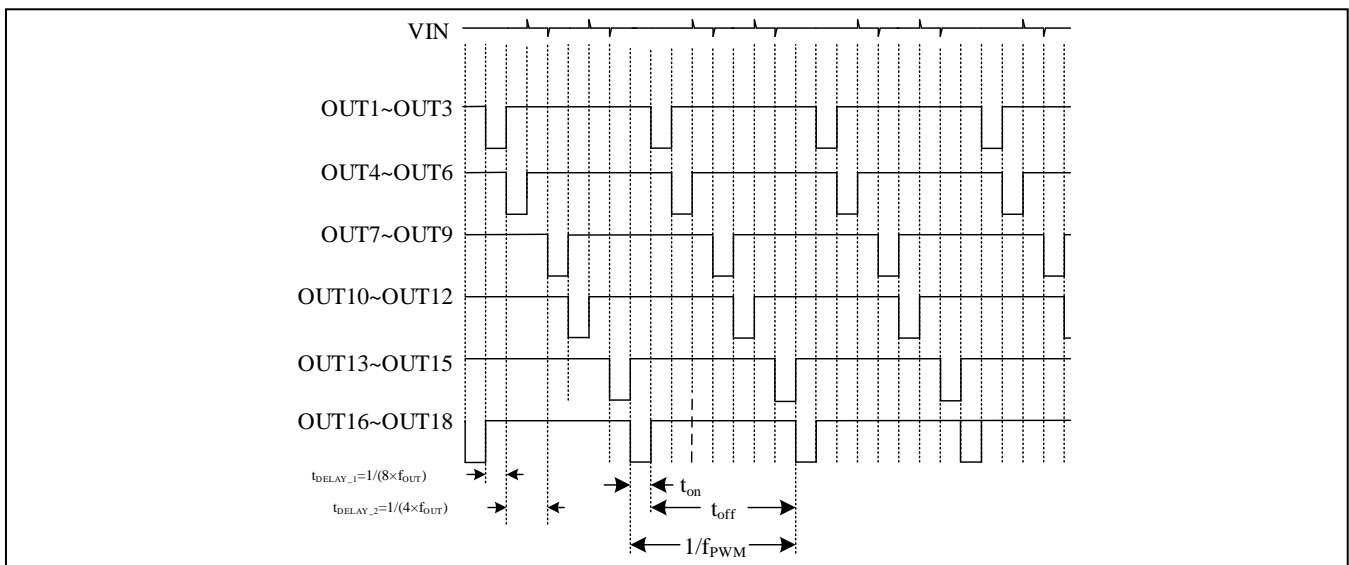 VIN
OUT1~OUT3
OUT4~OUT6
OUT7~OUT9
OUT10~OUT12
OUT13~OUT15
OUT16~OUT18
tDELAY_1=1/(8×fOUT)
ton
tDELAY_2=1/(4×fOUT)
toff
1/fPWM